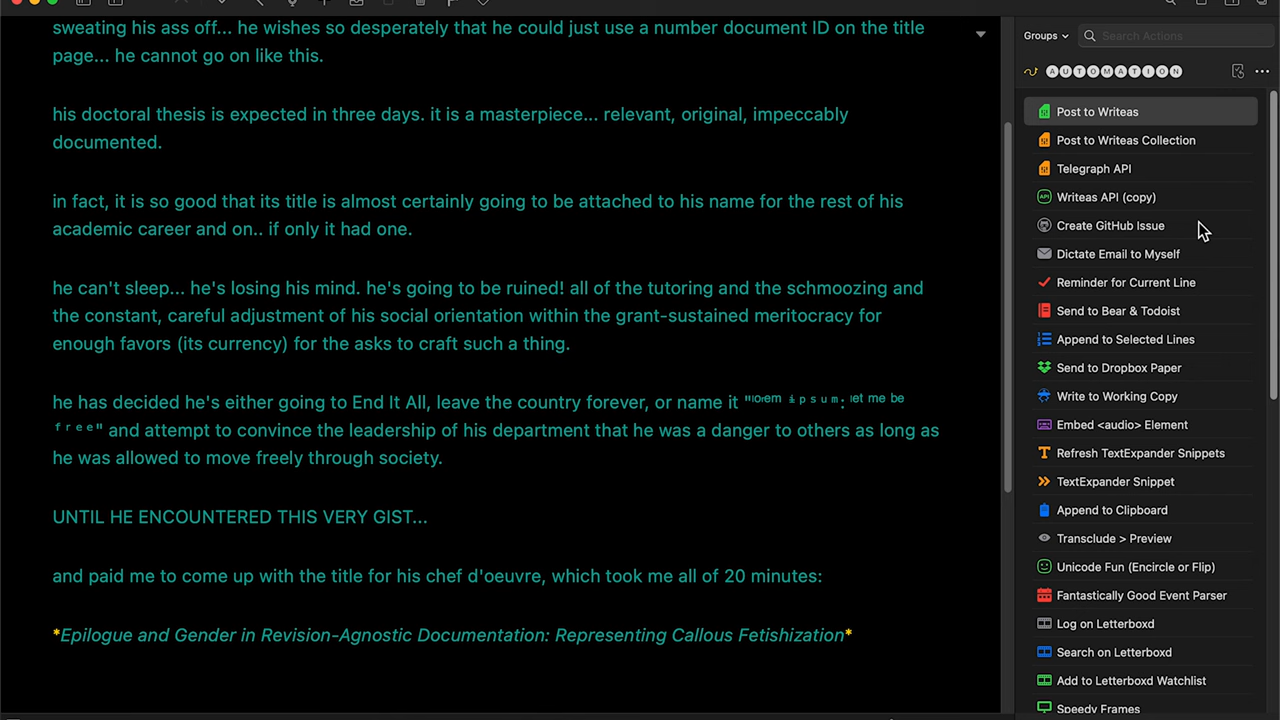 sweating his ass off... he wishes so desperately that he could just use a number document ID on the title
page... he cannot go on like this.
his doctoral thesis is expected in three days. it is a masterpiece... relevant, original, impeccably
documented.
in fact, it is so good that its title is almost certainly going to be attached to his name for the rest of his
academic career and on.. if only it had one.
he can't sleep... he's losing his mind. he's going to be ruined! all of the tutoring and the schmoozing and
the constant, careful adjustment of his social orientation within the grant-sustained meritocracy for
enough favors (its currency) for the asks to craft such a thing.
he has decided he's either going to End It All, leave the country forever, or name it "lorem ipsum: let me be
free" and attempt to convince the leadership of his department that he was a danger to others as long as
he was allowed to move freely through society.
UNTIL HE ENCOUNTERED THIS VERY GIST...
and paid me to come up with the title for his chef d'oeuvre, which took me all of 20 minutes:
*Epilogue and Gender in Revision-Agnostic Documentation: Representing Callous Fetishization*
Groups
Search Actions
AUTOMATION
Post to Writeas
Post to Writeas Collection
Telegraph API
API Writeas API (copy)
Create GitHub Issue
Dictate Email to Myself
Reminder for Current Line
Send to Bear & Todoist
Append to Selected Lines
Send to Dropbox Paper
Write to Working Copy
Embed <audio> Element
Refresh TextExpander Snippets
TextExpander Snippet
Append to Clipboard
Transclude > Preview
Unicode Fun (Encircle or Flip)
Fantastically Good Event Parser
Log on Letterboxd
Search on Letterboxd
Add to Letterboxd Watchlist
Speedy Frames